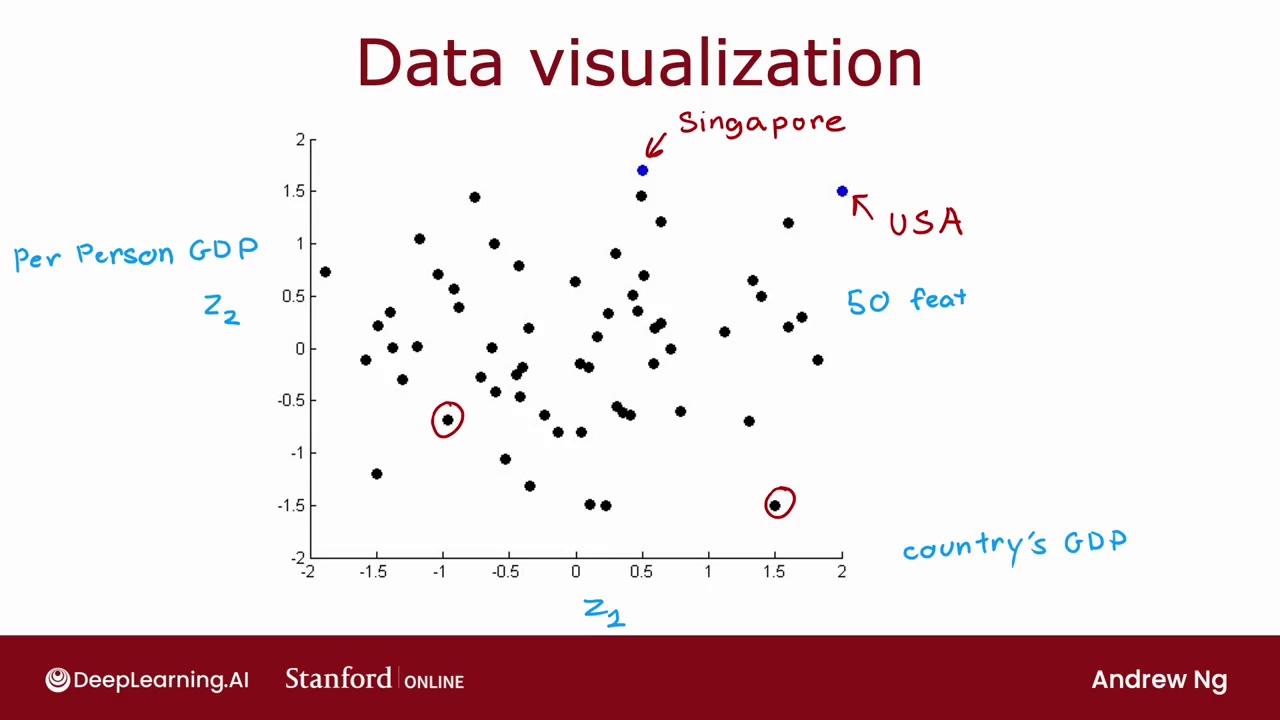 Data visualization
Singapore
USA
Per Person GDP
z2
50 feat
2
1.5
1
0.5
0
-0.5
-1
-1.5
-2
-2 -1.5 -1 -0.5 0 0.5 1 1.5 2
country's GDP
z1
DeepLearning.AI Stanford ONLINE Andrew Ng